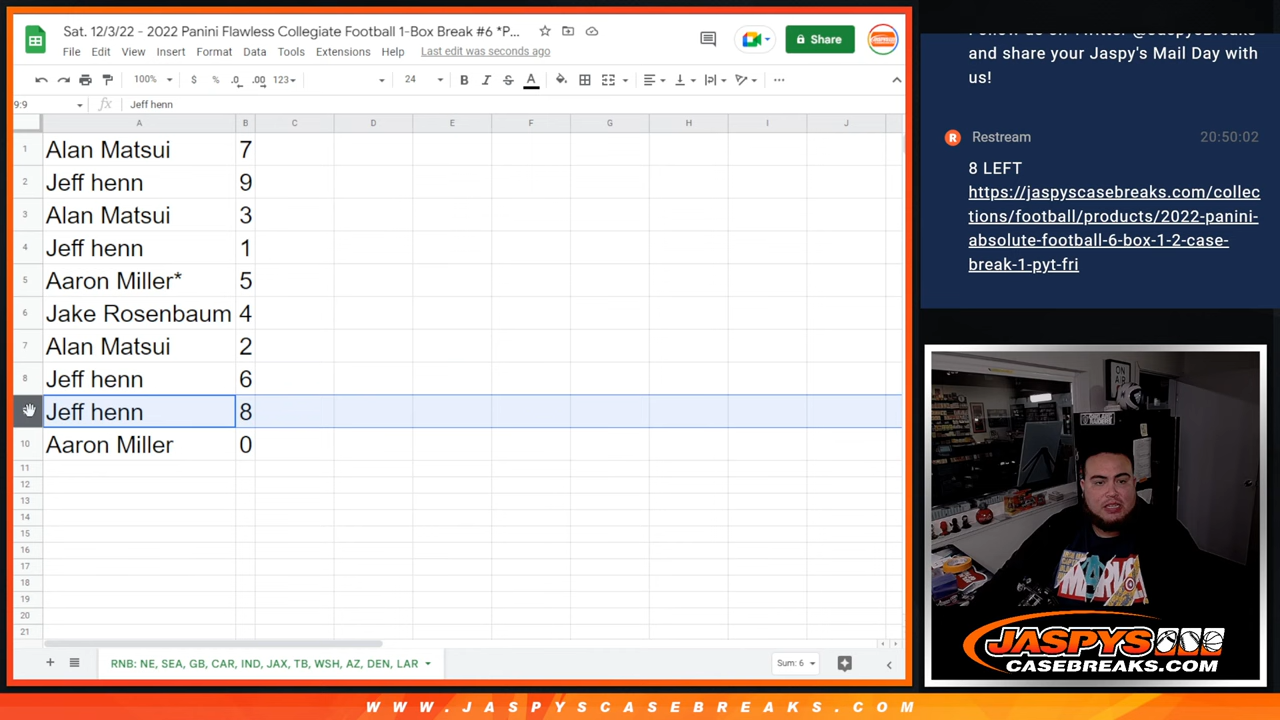 Sat. 12/3/22 - 2022 Panini Flawless Collegiate Football 1-Box Break #6 *P...
File Edit View Insert Format Data Tools Extensions Help Last edit was seconds ago
Share
100% $ % .0 .00 123 24 B I S A
9:9 fx Jeff henn
A B C D E F G H I J
1 Alan Matsui 7
2 Jeff henn 9
3 Alan Matsui 3
4 Jeff henn 1
5 Aaron Miller* 5
6 Jake Rosenbaum 4
7 Alan Matsui 2
8 Jeff henn 6
Jeff henn 8
10 Aaron Miller 0
11
12
13
14
15
16
17
18
19
20
21
RNB: NE, SEA, GB, CAR, IND, JAX, TB, WSH, AZ, DEN, LAR
Sum: 6
and share your Jaspy's Mail Day with
us!
Restream 20:50:02
8 LEFT
https://jaspyscasebreaks.com/collec
tions/football/products/2022-panini-
absolute-football-6-box-1-2-case-
break-1-pyt-fri
ON
AIR
MARVEL
JASPYS
CASEBREAKS.COM
WWW.JASPYSCASEBREAKS.COM